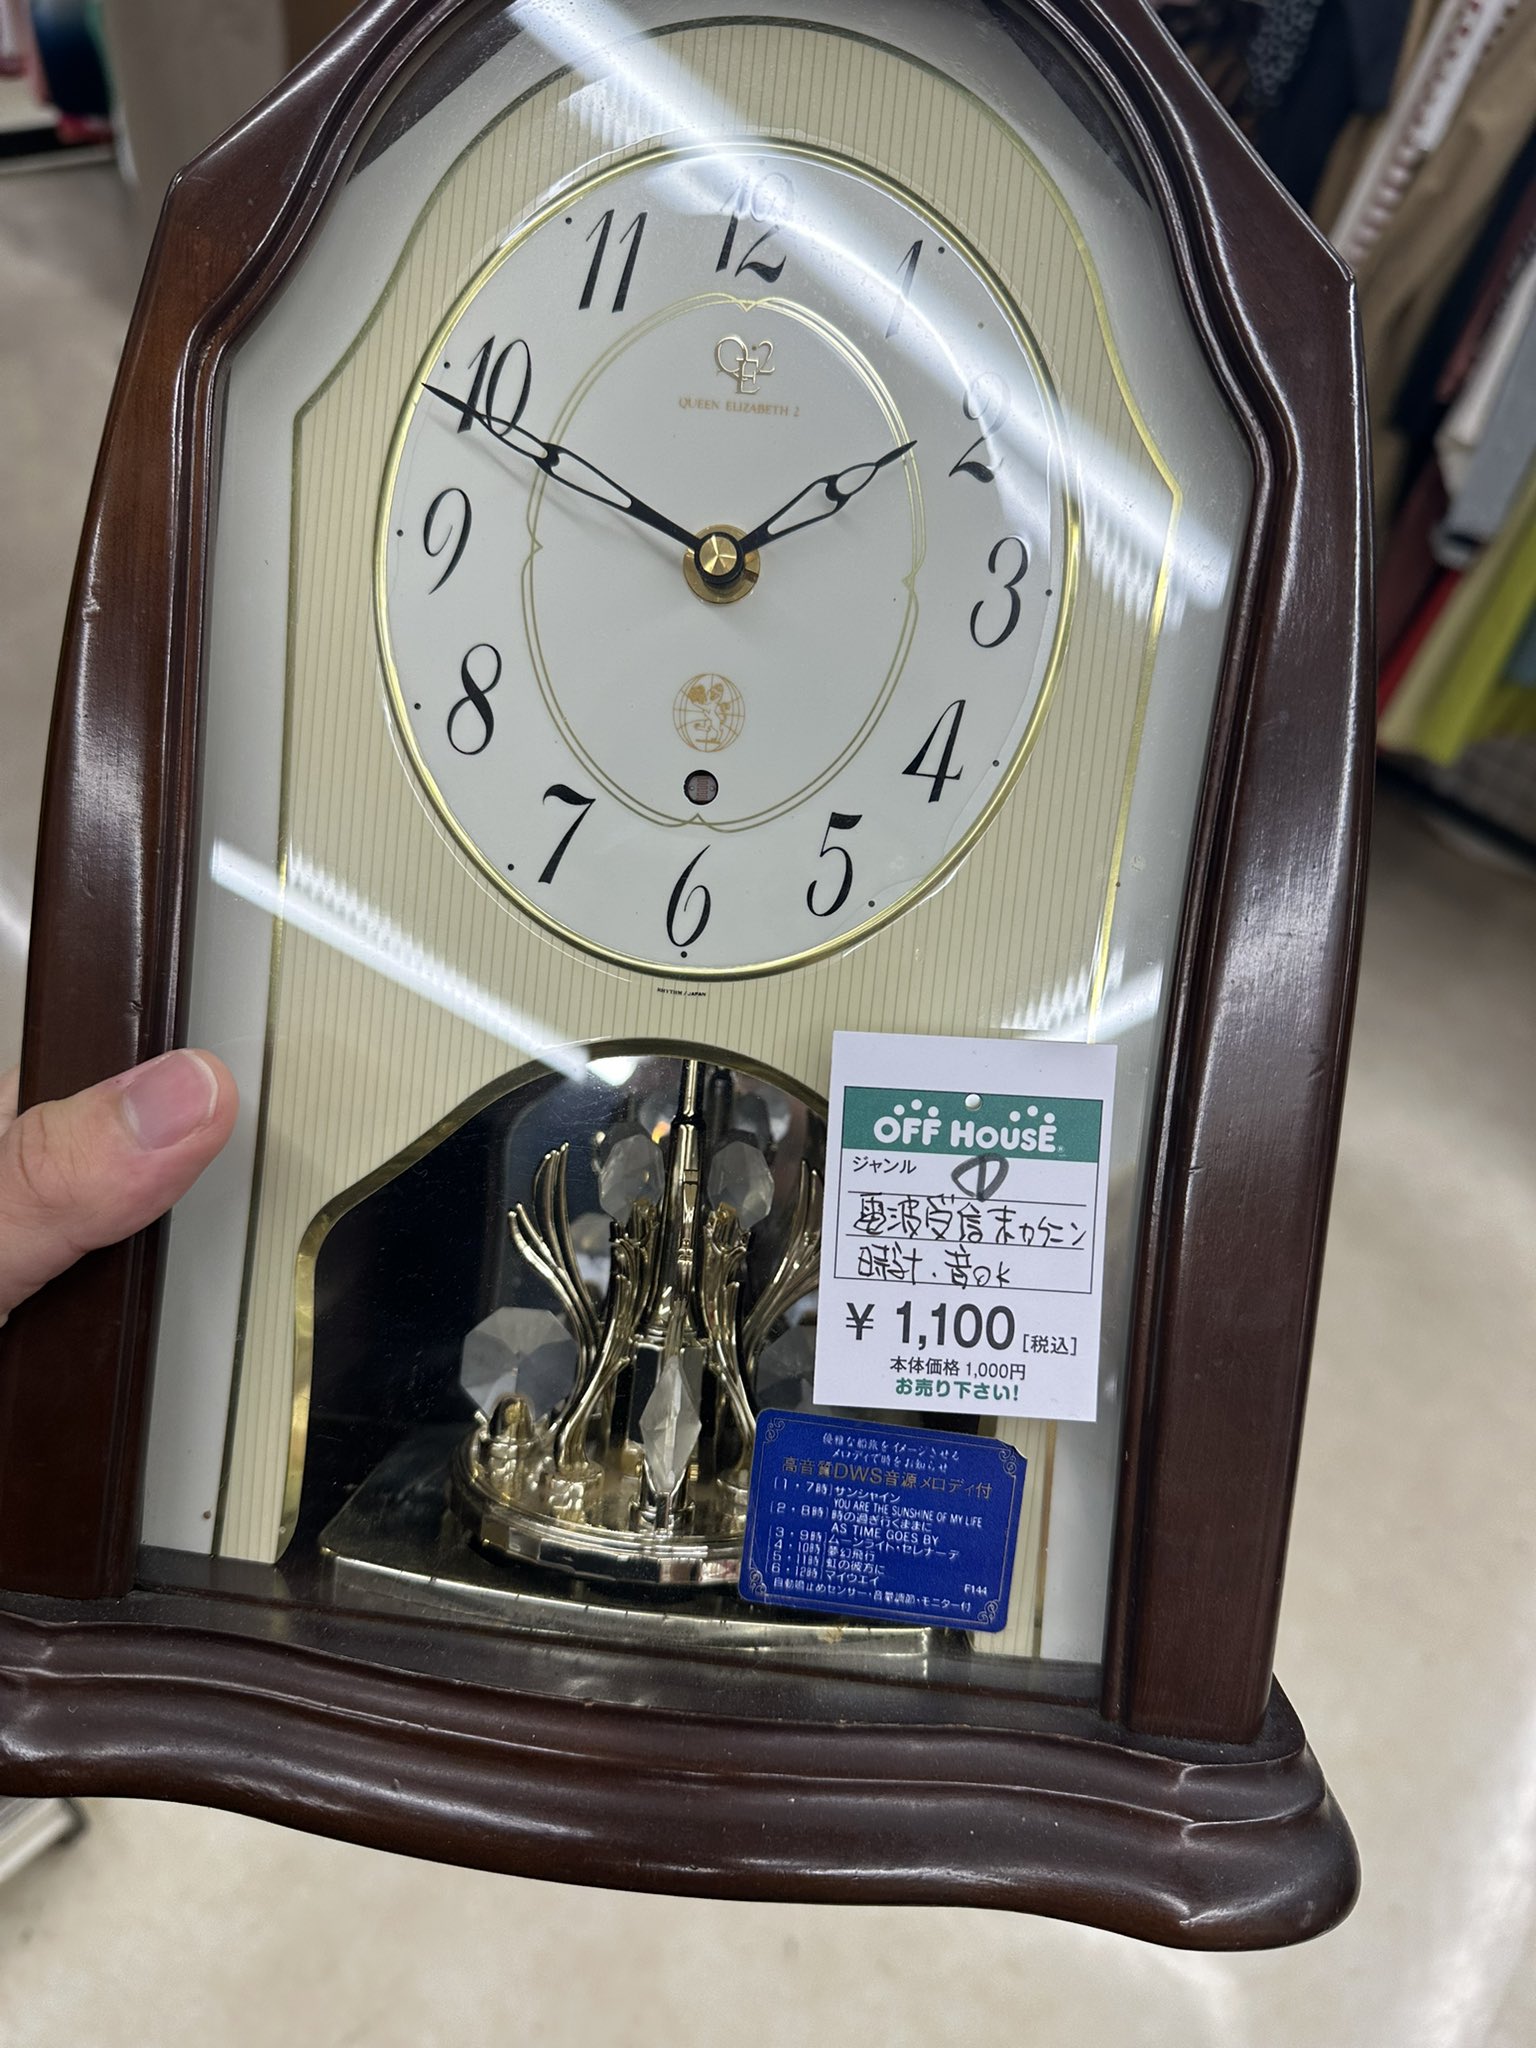 12
11
1
10
2
QE2
QUEEN ELIZABETH 2
9
3
8
4
7
5
6
RHYTHM / JAPAN
OFF HOUSE
ジャンル
電波受信未カクニン
時計.音OK
¥ 1,100 [税込]
本体価格 1,000円
お売り下さい!
優雅な船旅をイメージさせる
メロディで時をお知らせ
高音質DWS音源メロディ付
[1・7時] サンシャイン
YOU ARE THE SUNSHINE OF MY LIFE
[2・8時] 時の過ぎ行くままに
AS TIME GOES BY
3・9時] ムーンライト・セレナーデ
4・10時] 夢幻飛行
5・11時] 虹の彼方に
6・12時] マイウエイ
F144
自動鳴止めセンサー・音量調節・モニター付